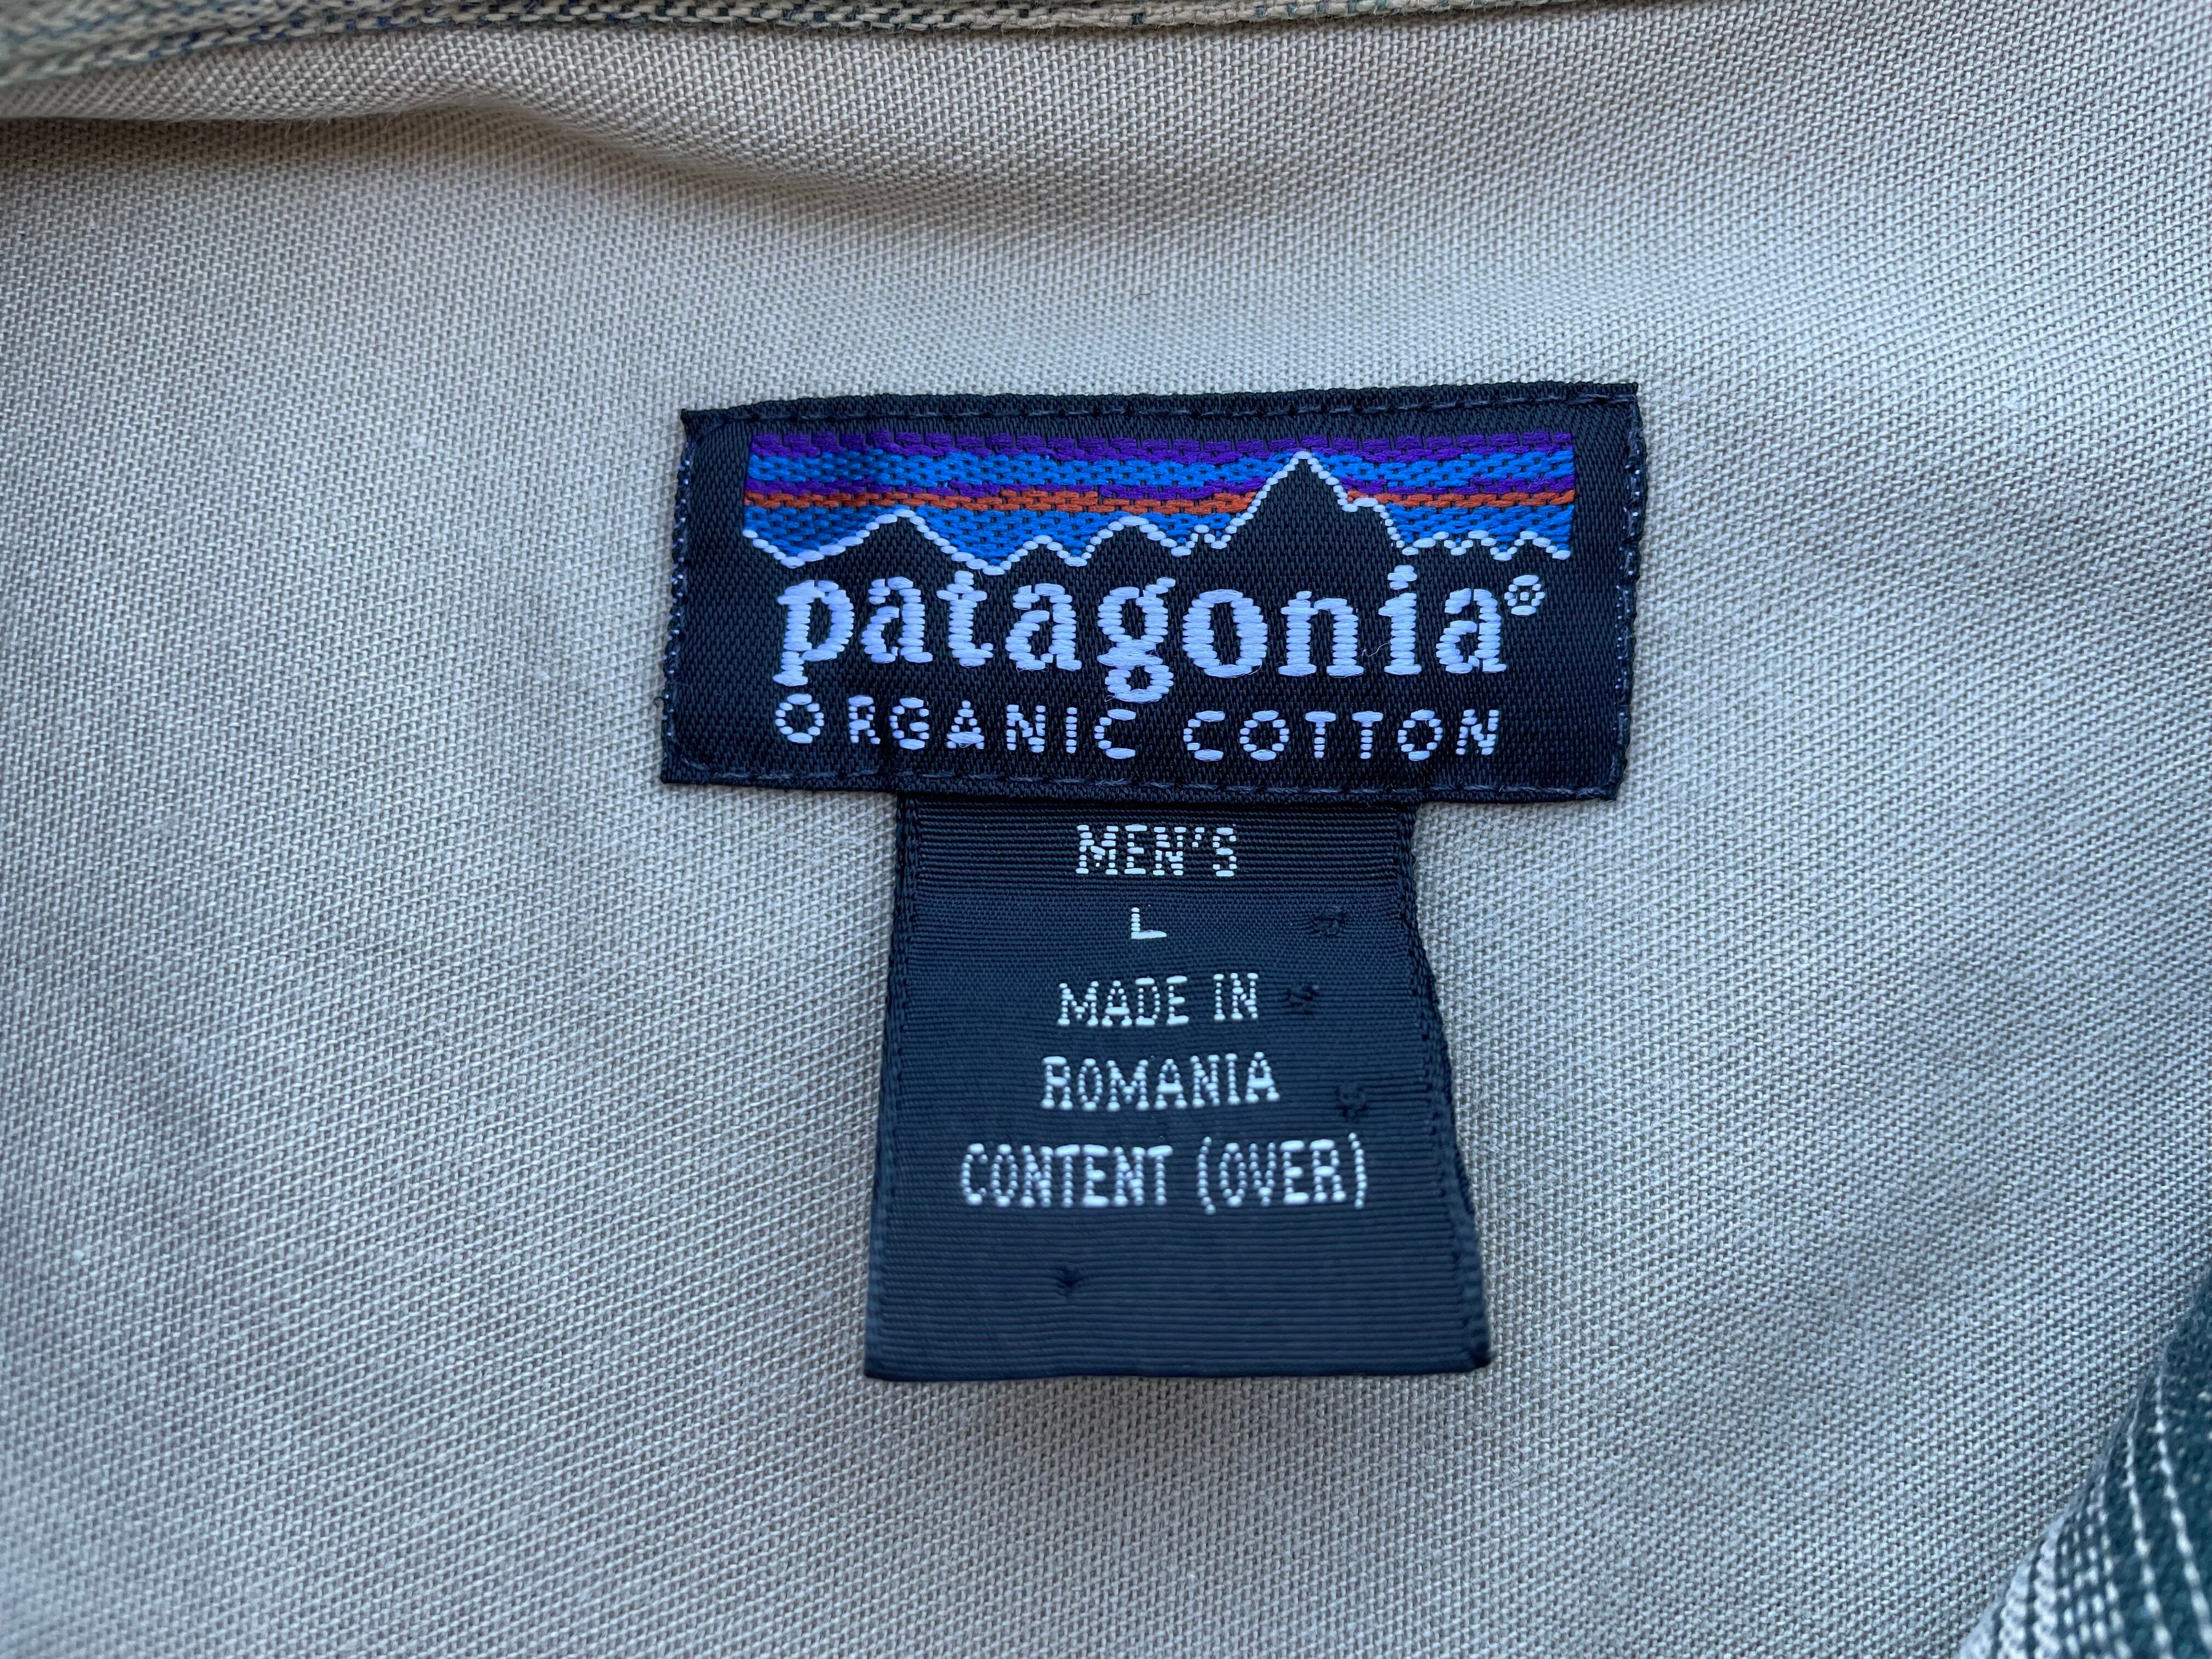 patagonia®
ORGANIC COTTON
MEN'S
L
MADE IN
ROMANIA
CONTENT (OVER)